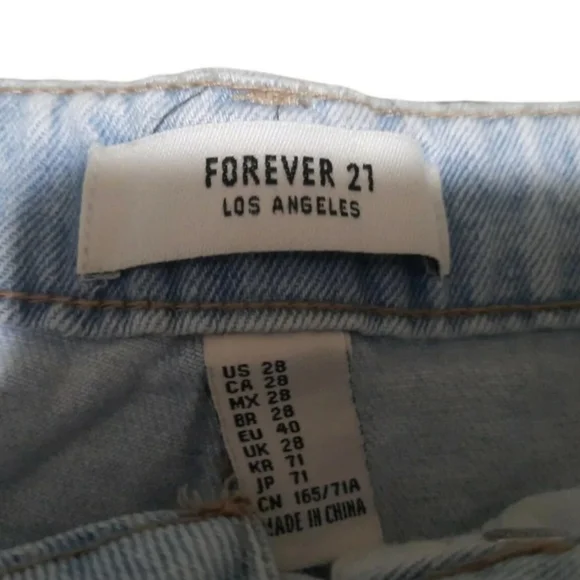 FOREVER 21
LOS ANGELES
US 28
CA 28
MX 28
BR 28
EU 40
UK 28
KR 71
JP 71
CN 165/71A
MADE IN CHINA